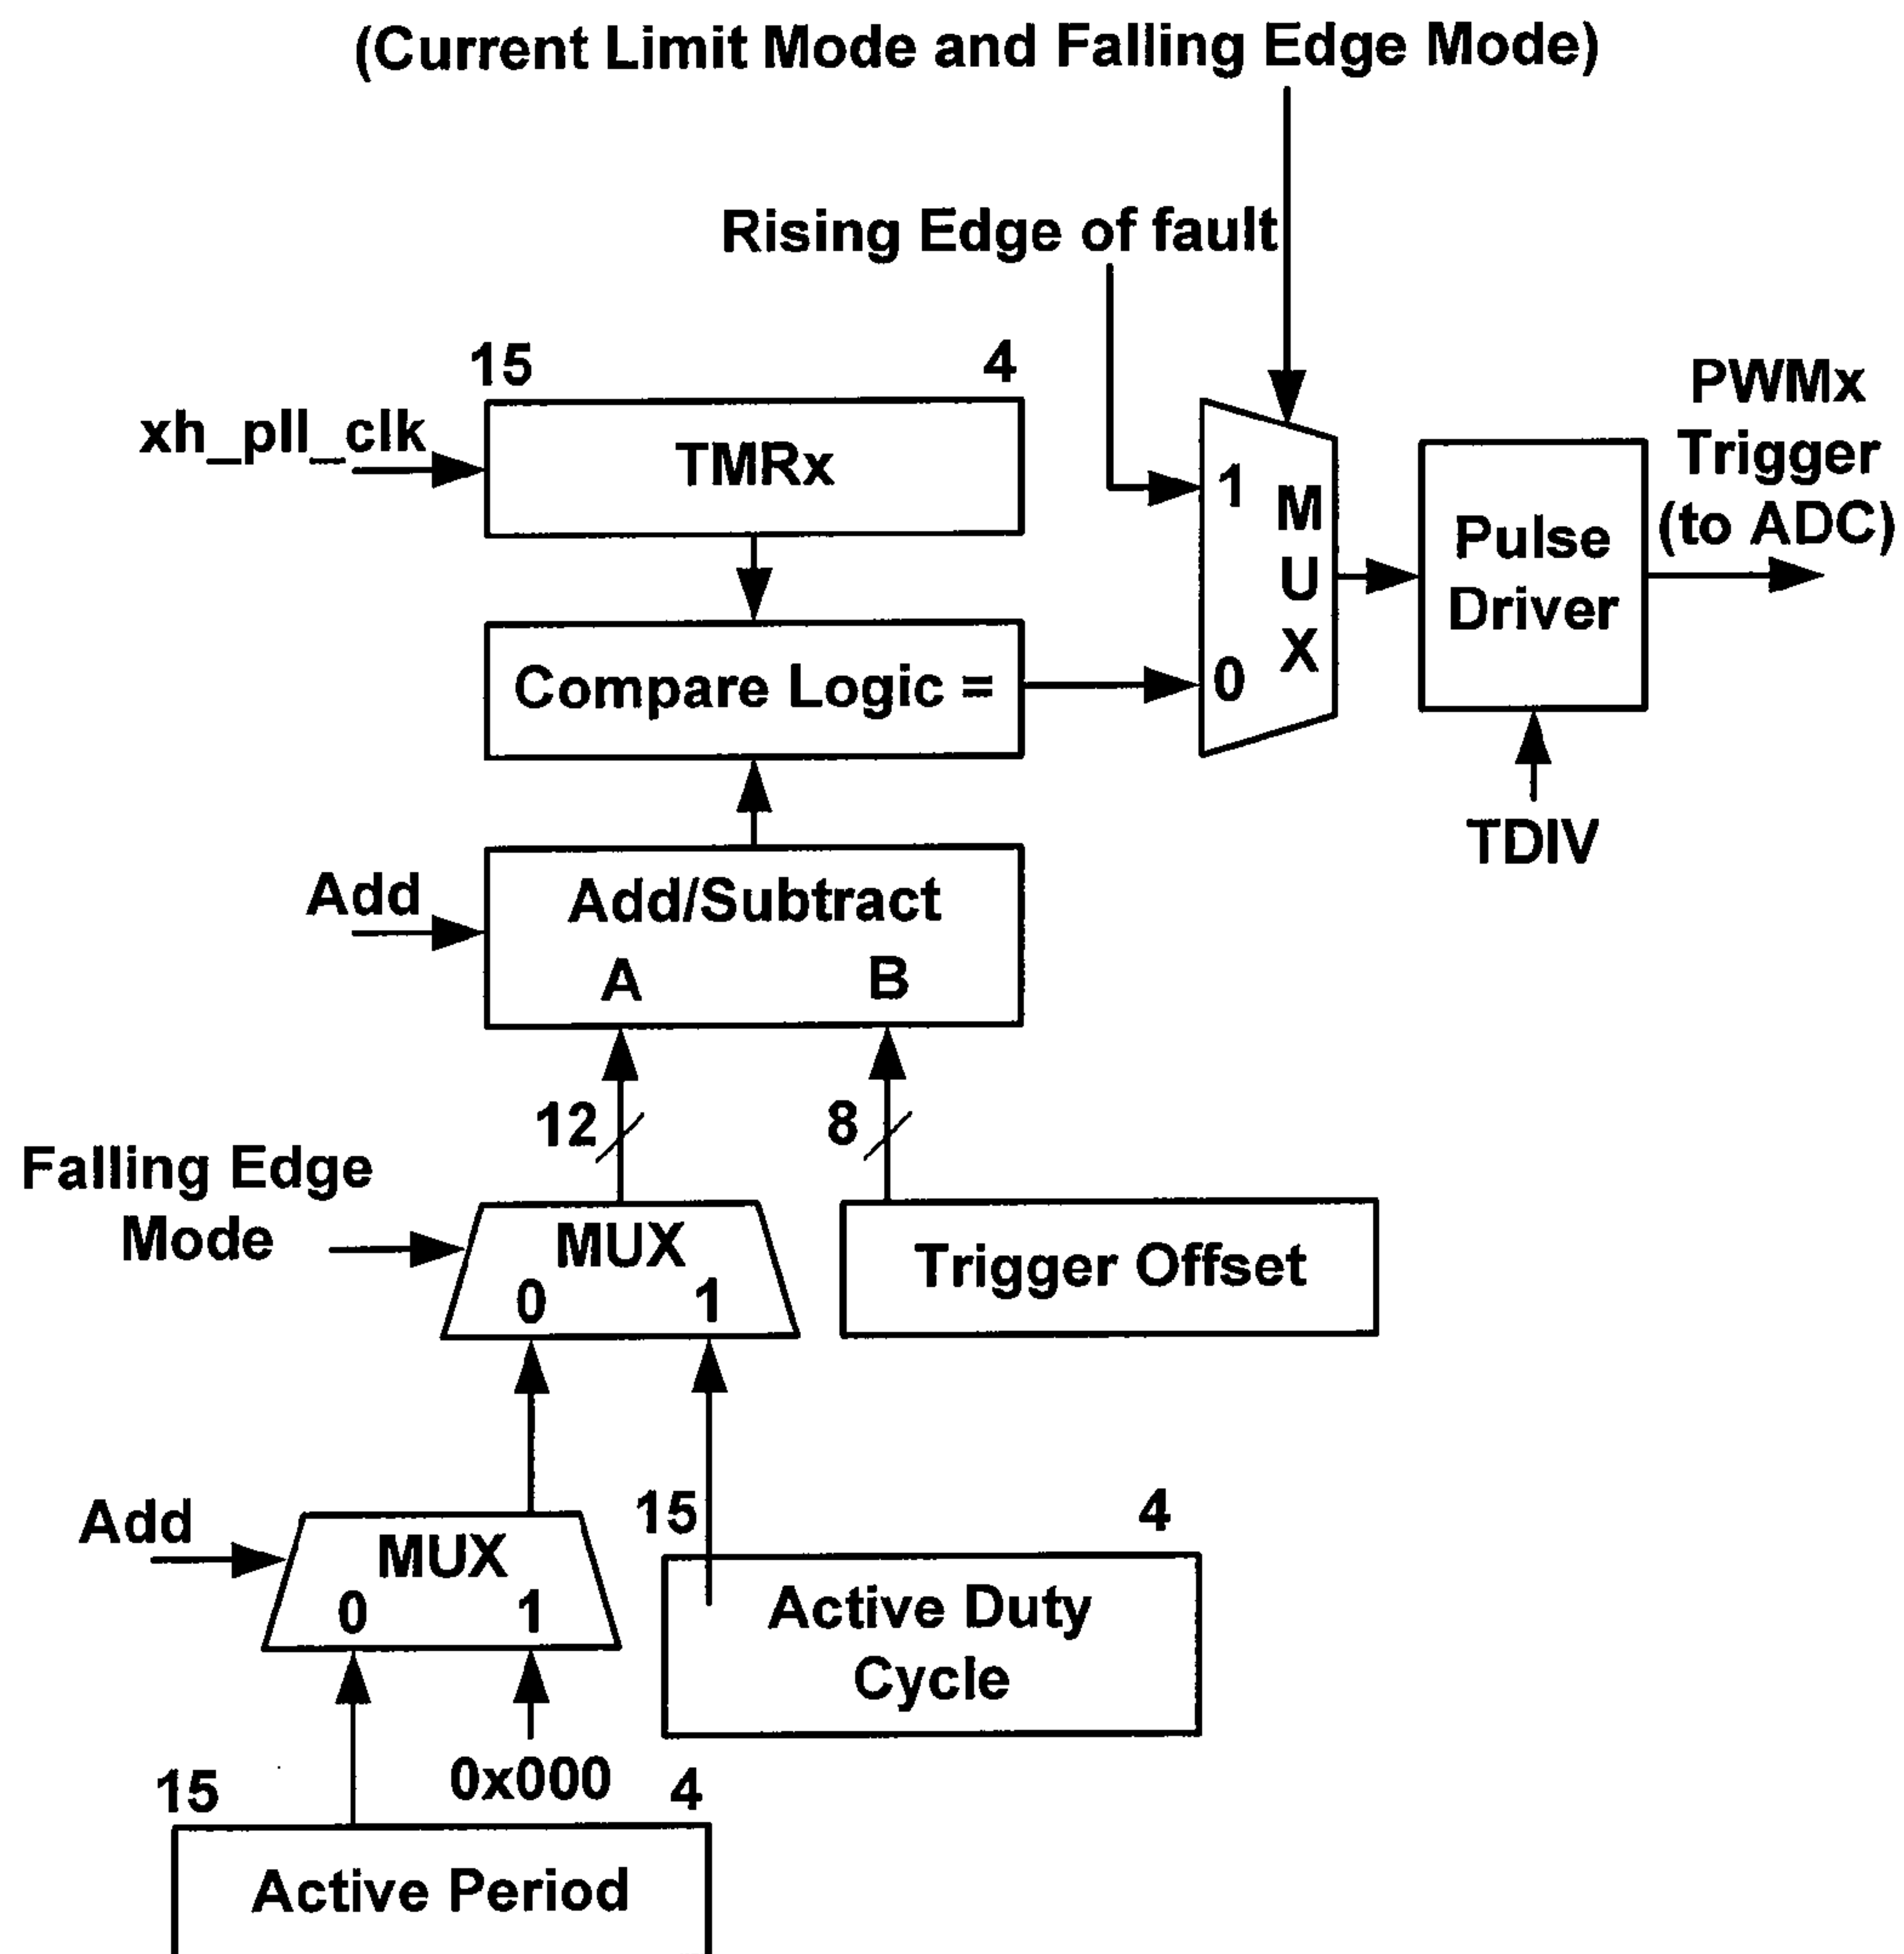 (Current Limit Mode and Falling Edge Mode)
Rising Edge of fault
15 4
xh_pll_clk
TMRx
1
M
U
X
0
PWMx
Trigger
(to ADC)
Pulse
Driver
Compare Logic =
TDIV
Add
Add/Subtract
A B
12 8
Falling Edge
Mode
MUX
0 1
Trigger Offset
Add
MUX
0 1
15 4
Active Duty
Cycle
0x000
15 4
Active Period